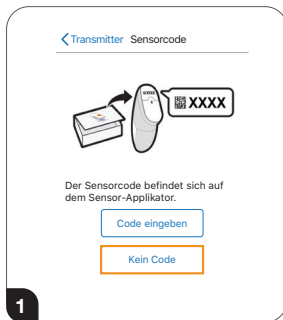 Transmitter Sensorcode
XXXX
Der Sensorcode befindet sich auf
dem Sensor-Applikator.
Code eingeben
Kein Code
1